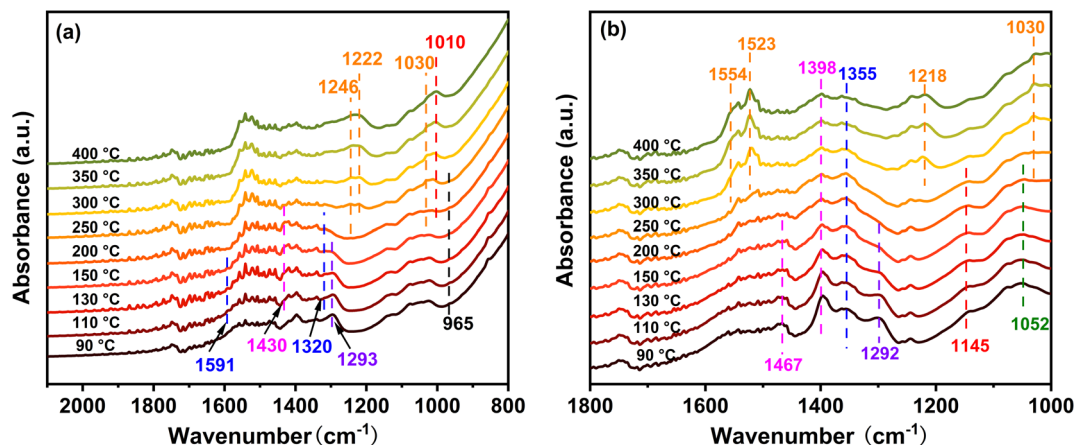 (a)
1222
1246
1030
1010
400 °C
350 °C
300 °C
250 °C
200 °C
150 °C
130 °C
110 °C
90 °C
1591
1430
1320
1293
965
2000
1800
1600
1400
1200
1000
800
Wavenumber (cm⁻¹)
Absorbance (a.u.)
(b)
1554
1523
1398
1355
1218
1030
400 °C
350 °C
300 °C
250 °C
200 °C
150 °C
130 °C
110 °C
90 °C
1467
1292
1145
1052
1800
1600
1400
1200
1000
Wavenumber (cm⁻¹)
Absorbance (a.u.)